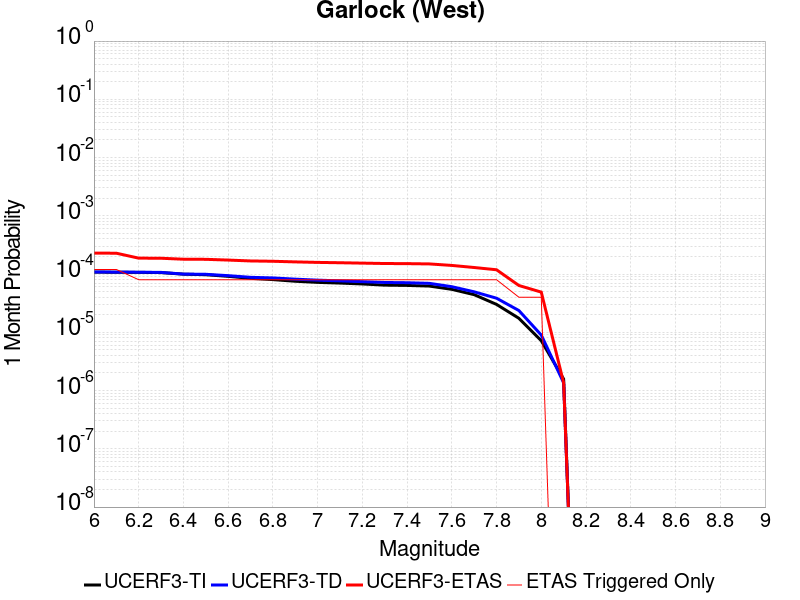 Garlock (West)
10^0
10^-1
10^-2
10^-3
10^-4
10^-5
10^-6
10^-7
10^-8
1 Month Probability
6 6.2 6.4 6.6 6.8 7 7.2 7.4 7.6 7.8 8 8.2 8.4 8.6 8.8 9
Magnitude
UCERF3-TI UCERF3-TD UCERF3-ETAS ETAS Triggered Only